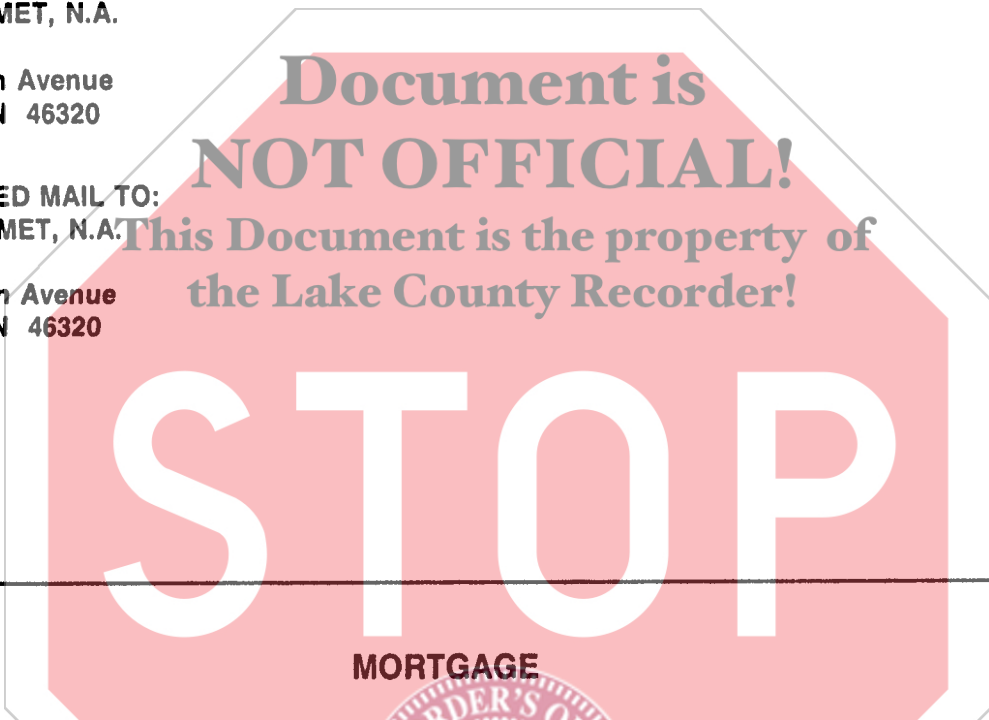 MET, N.A.
Avenue
46320
Document is
NOT OFFICIAL!
ED MAIL TO:
MET, N.A.
This Document is the property of
the Lake County Recorder!
Avenue
46320
STOP
MORTGAGE
RDER'S O